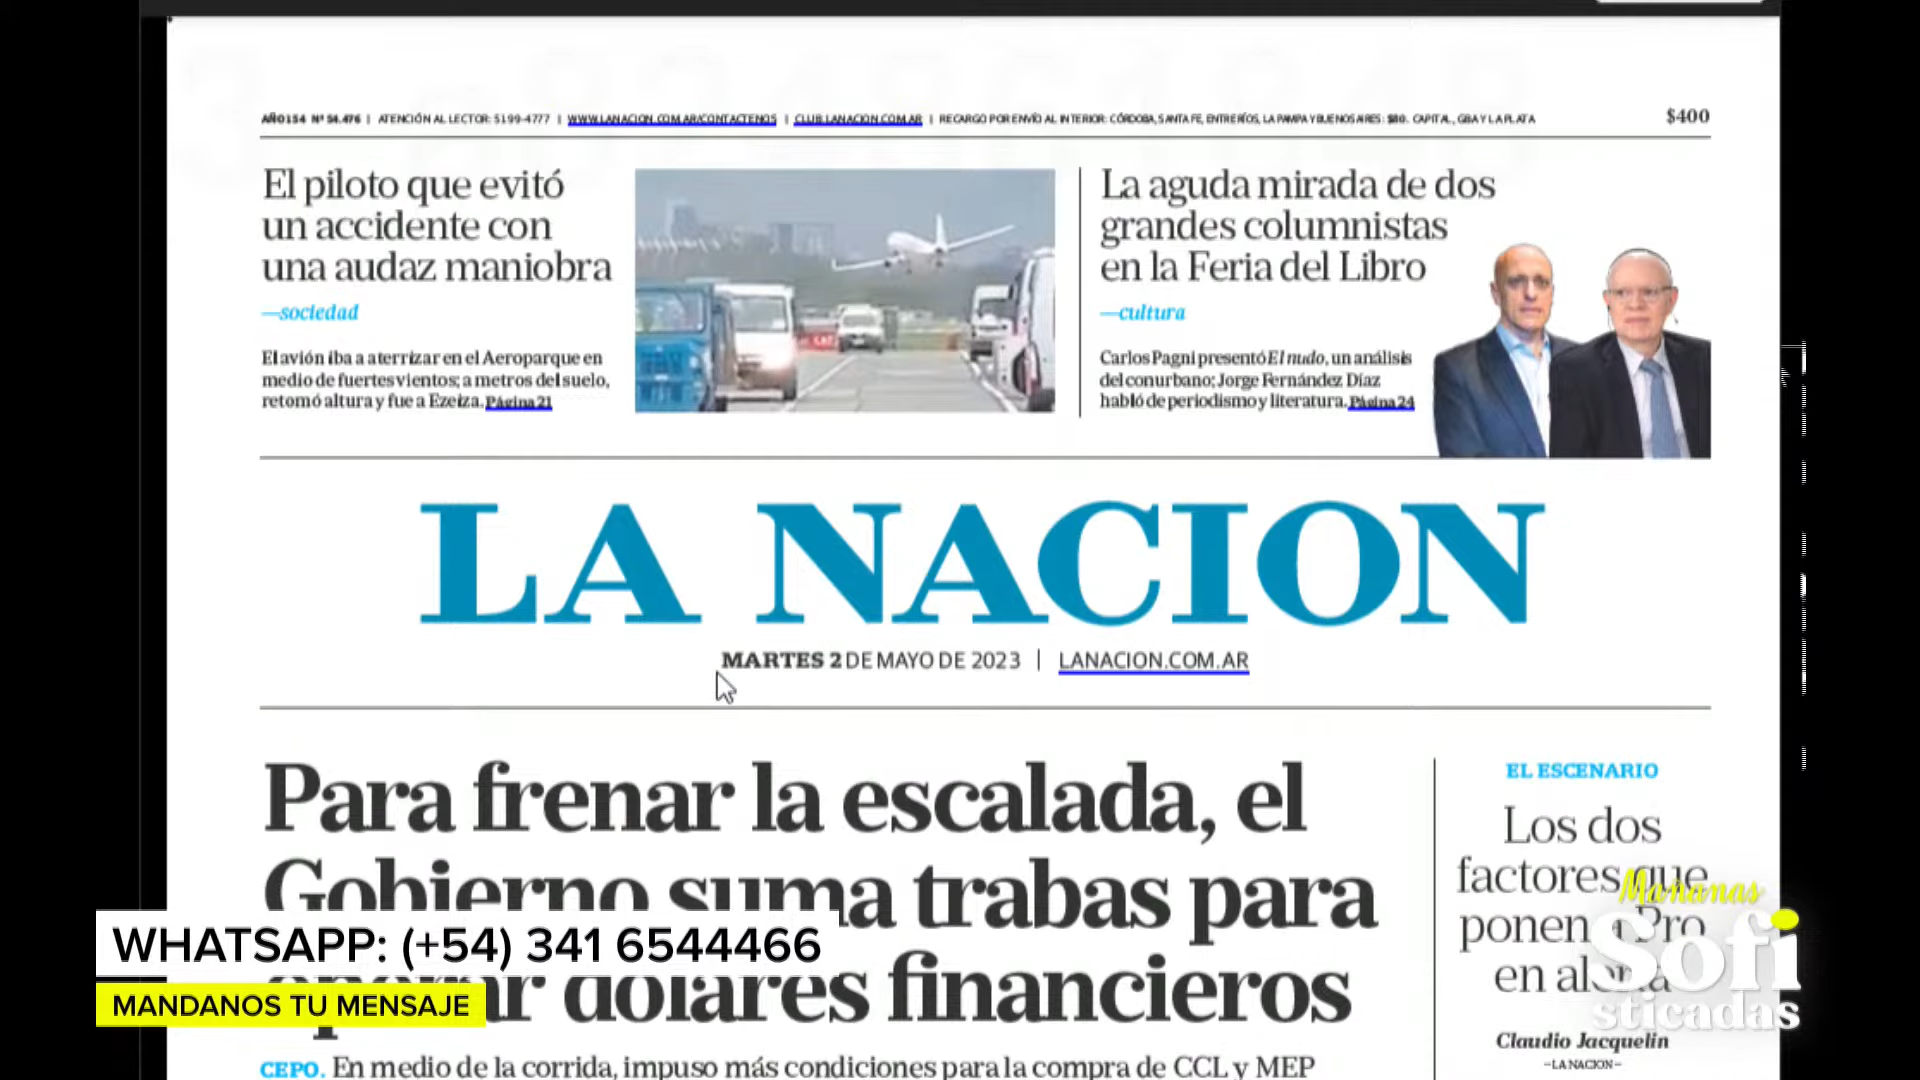 AÑO 154 Nº 54.476 | ATENCIÓN AL LECTOR: 5199-4777 | WWW.LANACION.COM.AR/CONTACTENOS | CLUB.LANACION.COM.AR | RECARGO POR ENVÍO AL INTERIOR: CÓRDOBA, SANTA FE, ENTRE RÍOS, LA PAMPA Y BUENOS AIRES: $80. CAPITAL, GBA Y LA PLATA
$400
El piloto que evitó
un accidente con
una audaz maniobra
—sociedad
El avión iba a aterrizar en el Aeroparque en
medio de fuertes vientos; a metros del suelo,
retomó altura y fue a Ezeiza. Página 21
La aguda mirada de dos
grandes columnistas
en la Feria del Libro
—cultura
Carlos Pagni presentó El nudo, un análisis
del conurbano; Jorge Fernández Díaz
habló de periodismo y literatura. Página 24
LA NACION
MARTES 2 DE MAYO DE 2023 | LANACION.COM.AR
Para frenar la escalada, el
Gobierno suma trabas para
dólares financieros
CEPO. En medio de la corrida, impuso más condiciones para la compra de CCL y MEP
EL ESCENARIO
Los dos
factores que
ponen a Pro
en alerta
Claudio Jacquelin
—LA NACION—
WHATSAPP: (+54) 341 6544466
MANDANOS TU MENSAJE
Mañanas
Sofi
sticadas